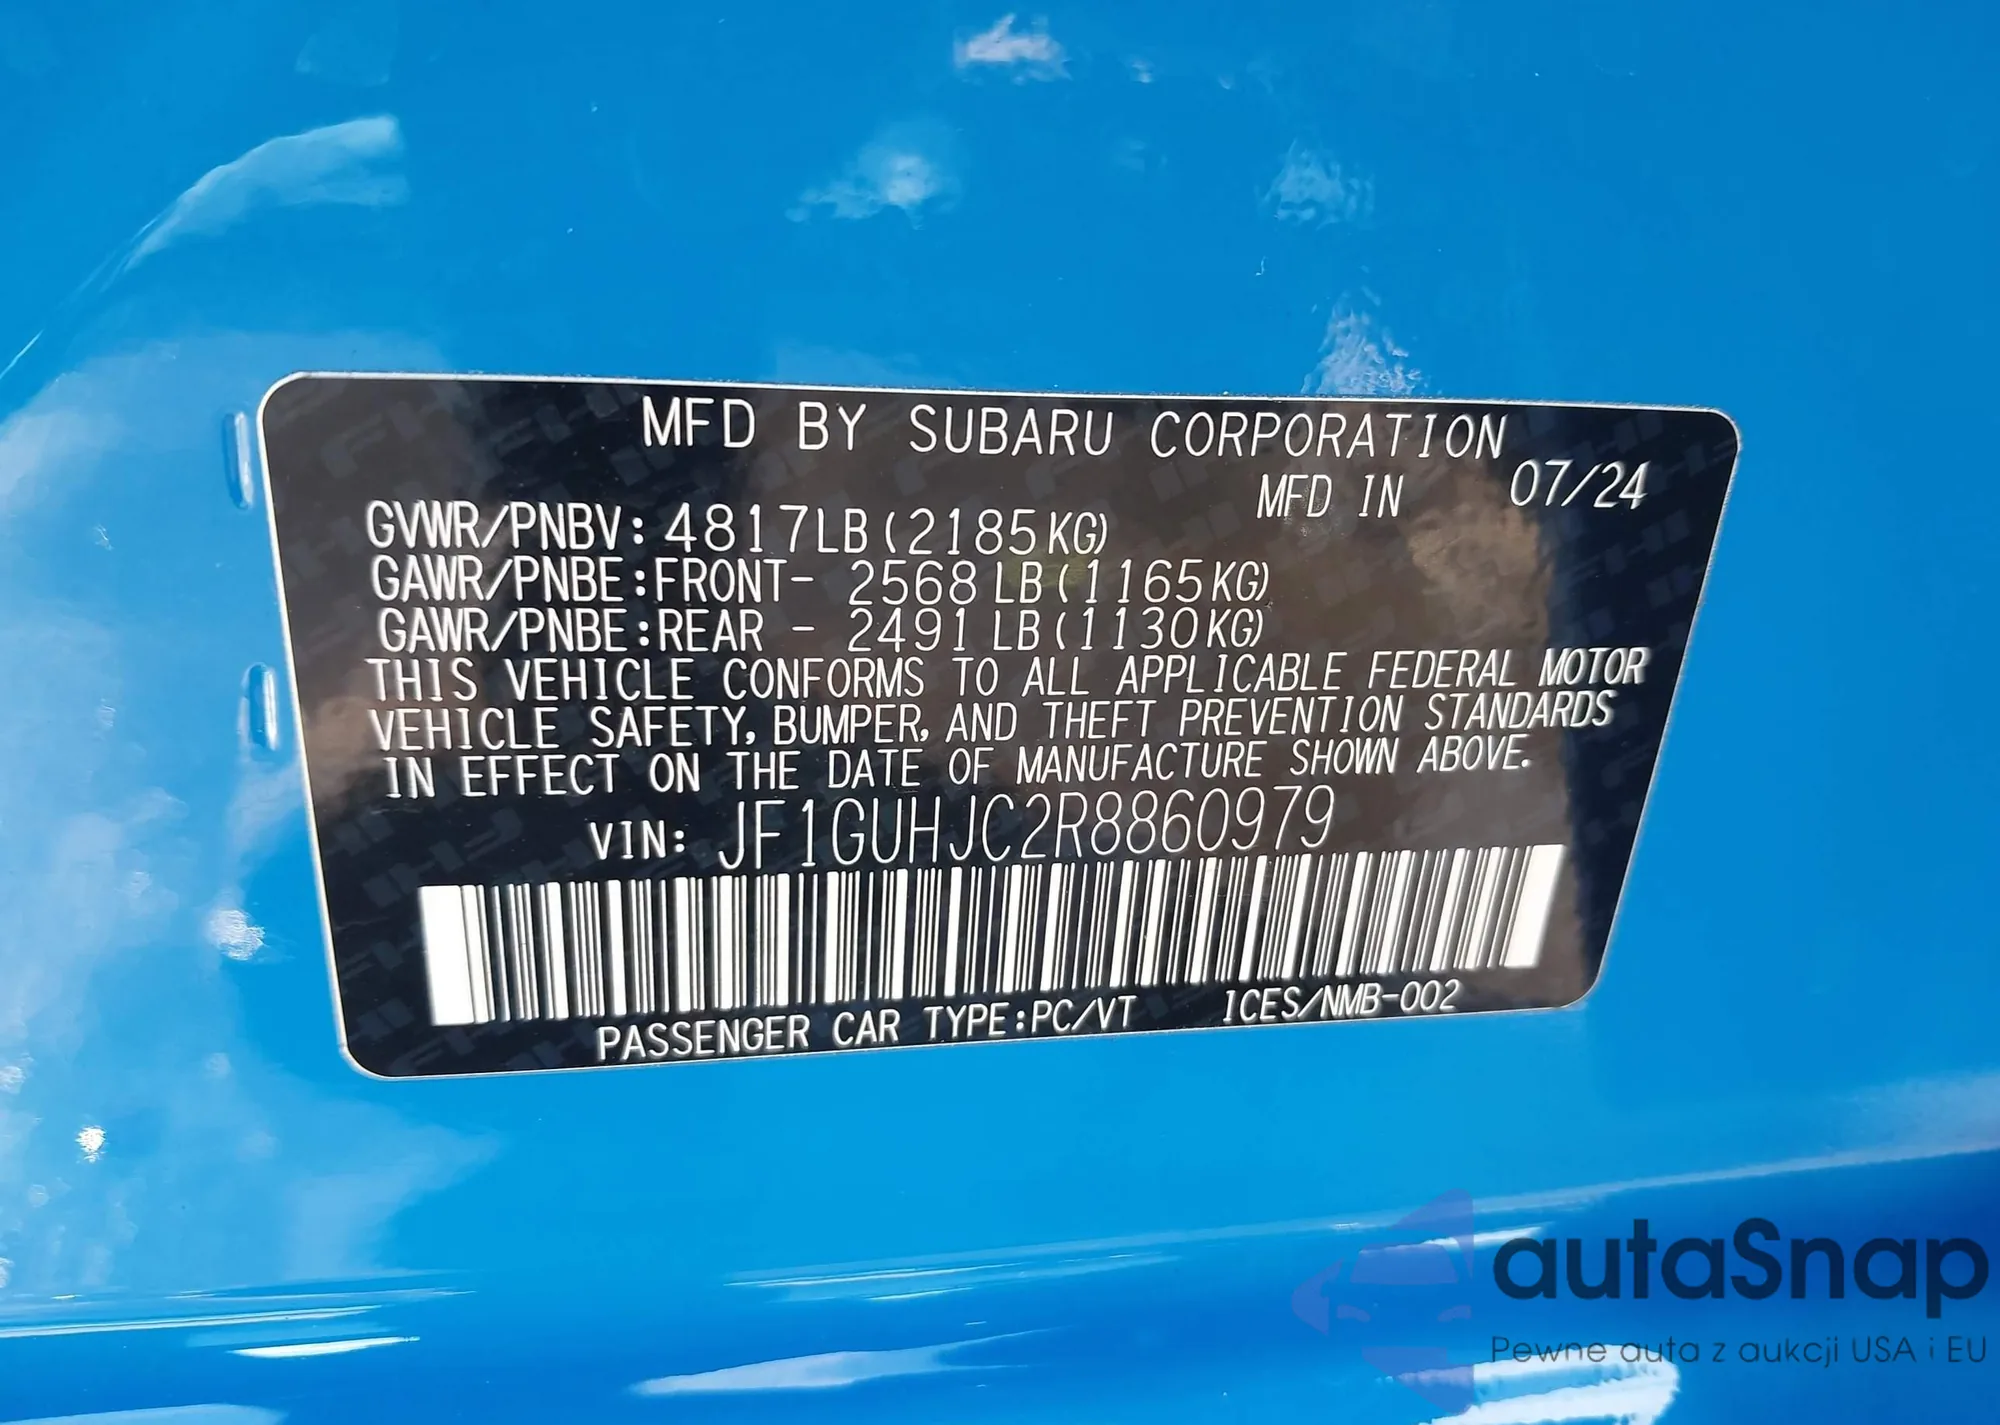 MFD BY SUBARU CORPORATION
MFD IN 07/24
GVWR/PNBV: 4817LB (2185KG)
GAWR/PNBE:FRONT- 2568 LB (1165KG)
GAWR/PNBE:REAR - 2491 LB (1130KG)
THIS VEHICLE CONFORMS TO ALL APPLICABLE FEDERAL MOTOR
VEHICLE SAFETY, BUMPER, AND THEFT PREVENTION STANDARDS
IN EFFECT ON THE DATE OF MANUFACTURE SHOWN ABOVE.
VIN: JF1GUHJC2R8860979
PASSENGER CAR TYPE:PC/VT ICES/NMB-002
autaSnap
Pewne auta z aukcji USA i EU